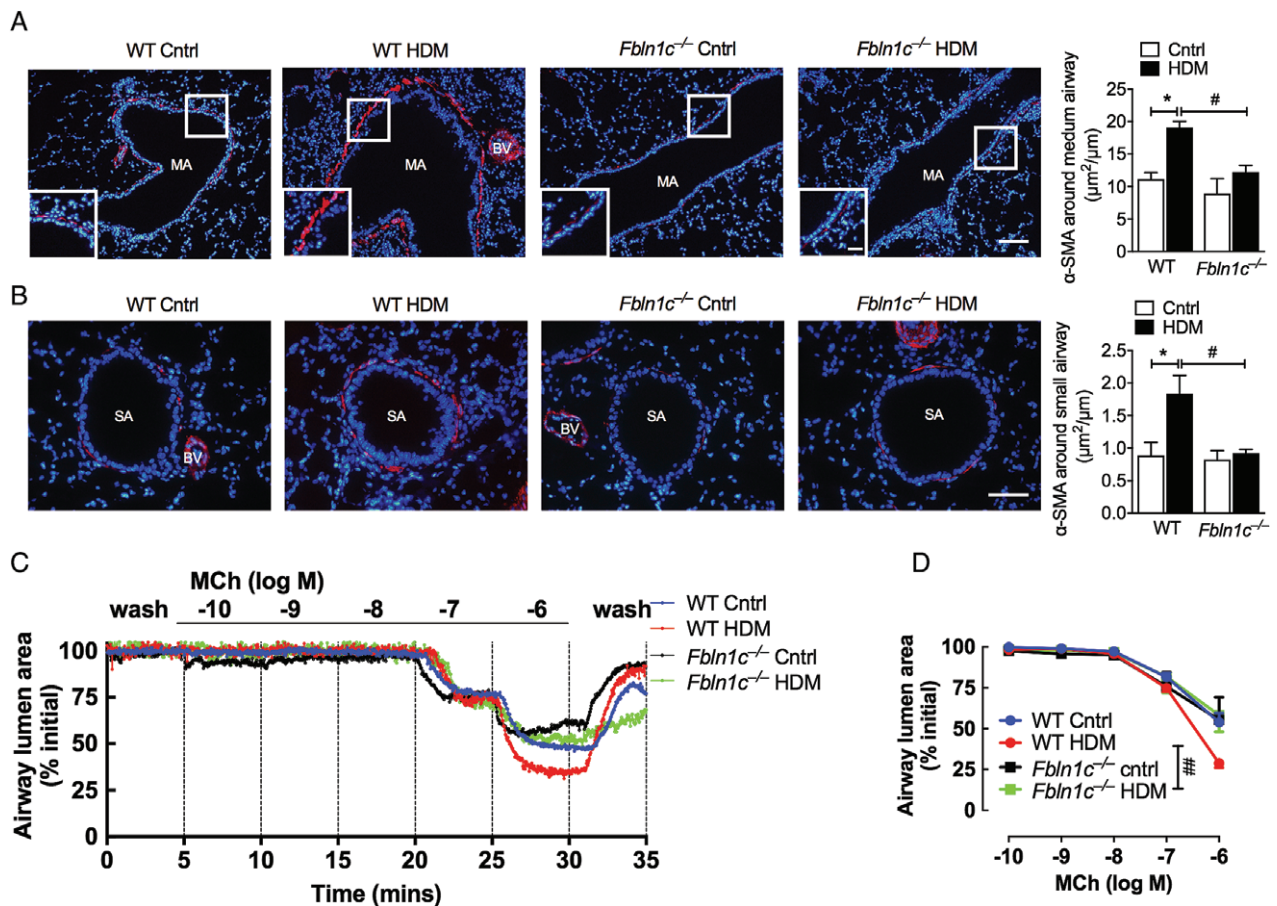 A
WT Cntrl
WT HDM
Fbln1c⁻/⁻ Cntrl
Fbln1c⁻/⁻ HDM
MA
MA
BV
MA
MA
Cntrl
HDM
α-SMA around medum airway
(μm²/μm)
25
20
15
10
5
0
*
#
WT
Fbln1c⁻/⁻
B
WT Cntrl
WT HDM
Fbln1c⁻/⁻ Cntrl
Fbln1c⁻/⁻ HDM
SA
BV
SA
BV
SA
SA
Cntrl
HDM
α-SMA around small airway
(μm²/μm)
2.5
2.0
1.5
1.0
0.5
0.0
*
#
WT
Fbln1c⁻/⁻
C
MCh (log M)
wash -10 -9 -8 -7 -6 wash
WT Cntrl
WT HDM
Fbln1c⁻/⁻ Cntrl
Fbln1c⁻/⁻ HDM
Airway lumen area
(% initial)
100
75
50
25
0
0 5 10 15 20 25 30 35
Time (mins)
D
Airway lumen area
(% initial)
100
75
50
25
0
WT Cntrl
WT HDM
Fbln1c⁻/⁻ cntrl
Fbln1c⁻/⁻ HDM
##
-10 -9 -8 -7 -6
MCh (log M)